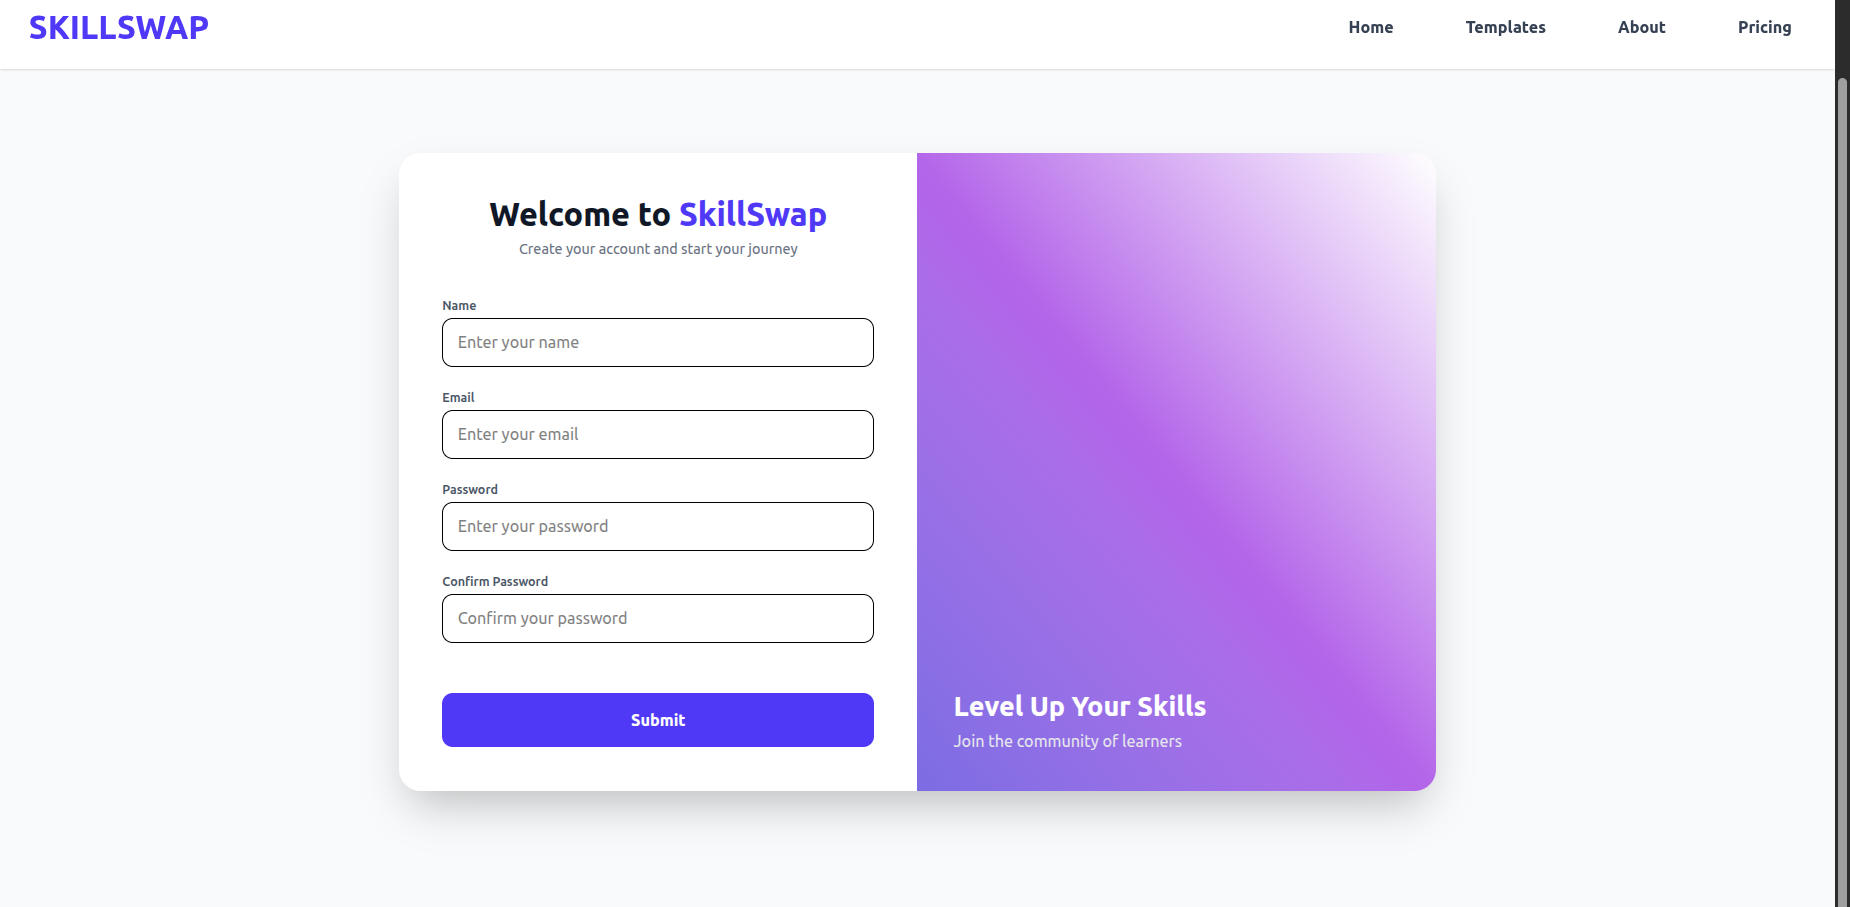 SKILLSWAP
Home Templates About Pricing
Welcome to SkillSwap
Create your account and start your journey
Name
Enter your name
Email
Enter your email
Password
Enter your password
Confirm Password
Confirm your password
Submit
Level Up Your Skills
Join the community of learners